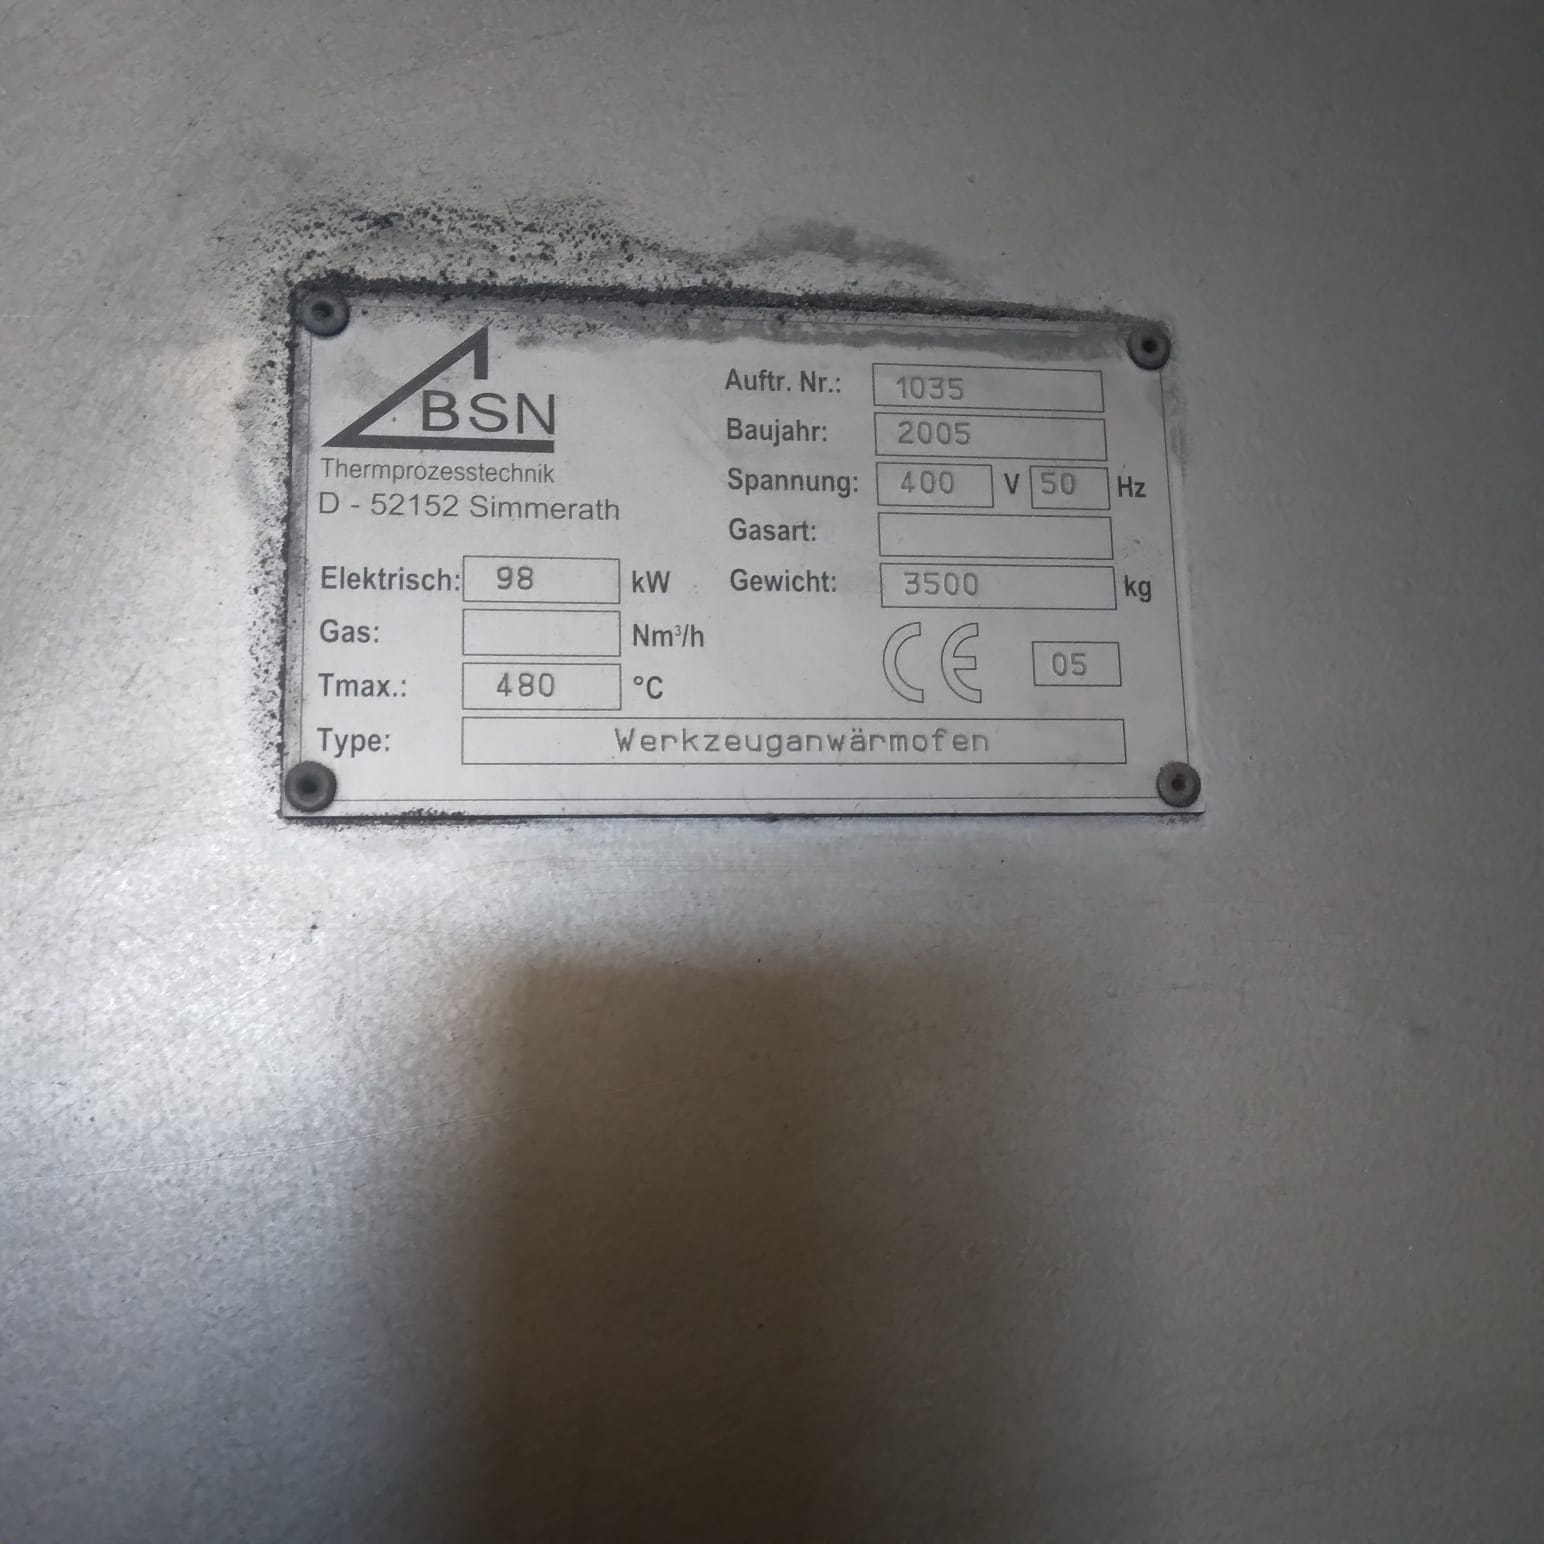 BSN
Thermprozesstechnik
D - 52152 Simmerath
Auftr. Nr.: 1035
Baujahr: 2005
Spannung: 400 V 50 Hz
Gasart:
Elektrisch: 98 kW
Gewicht: 3500 kg
Gas: Nm³/h
CE 05
Tmax.: 480 °C
Type: Werkzeuganwärmofen